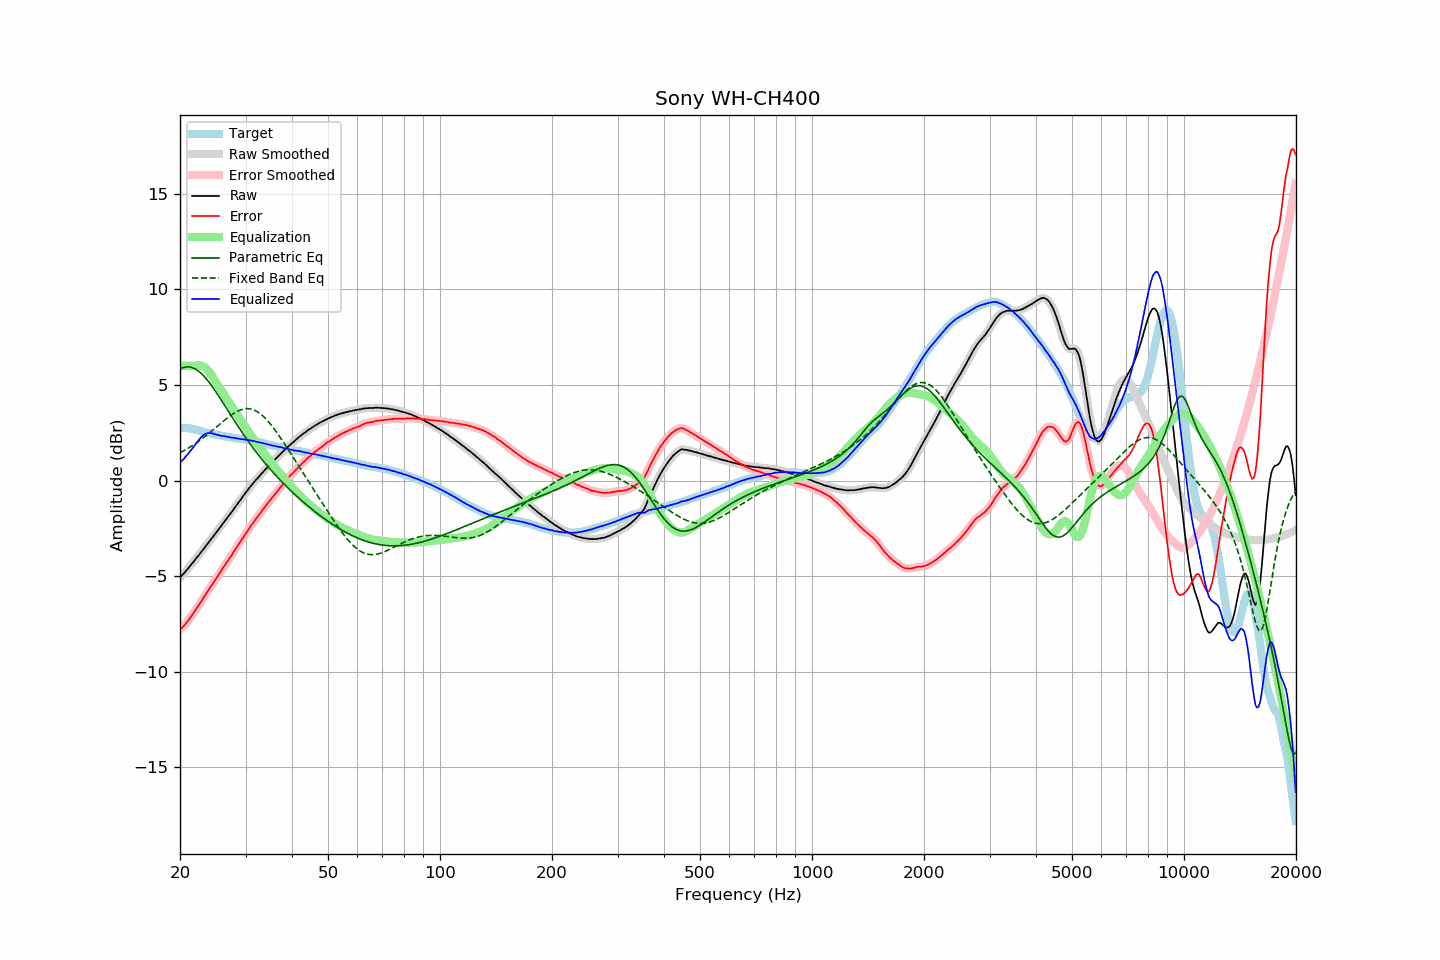 Sony WH-CH400
Target
Raw Smoothed
Error Smoothed
Raw
Error
Equalization
Parametric Eq
Fixed Band Eq
Equalized
15
10
5
0
−5
−10
−15
Amplitude (dBr)
20 50 100 200 500 1000 2000 5000 10000 20000
Frequency (Hz)